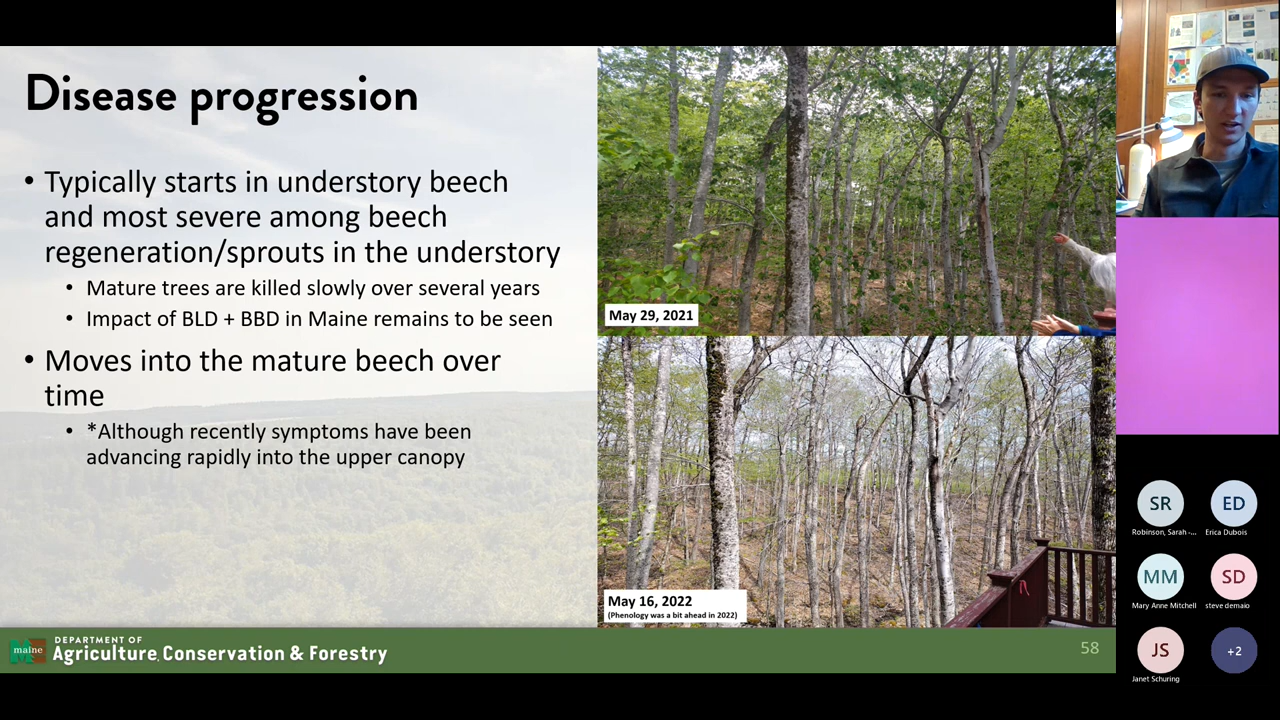 Disease progression
• Typically starts in understory beech
and most severe among beech
regeneration/sprouts in the understory
• Mature trees are killed slowly over several years
• Impact of BLD + BBD in Maine remains to be seen
• Moves into the mature beech over
time
• *Although recently symptoms have been
advancing rapidly into the upper canopy
May 29, 2021
May 16, 2022
(Phenology was a bit ahead in 2022)
maine
DEPARTMENT OF
Agriculture, Conservation & Forestry
58
SR
ED
Robinson, Sarah -...
Erica Dubois
MM
SD
Mary Anne Mitchell
steve demaio
JS
+2
Janet Schuring